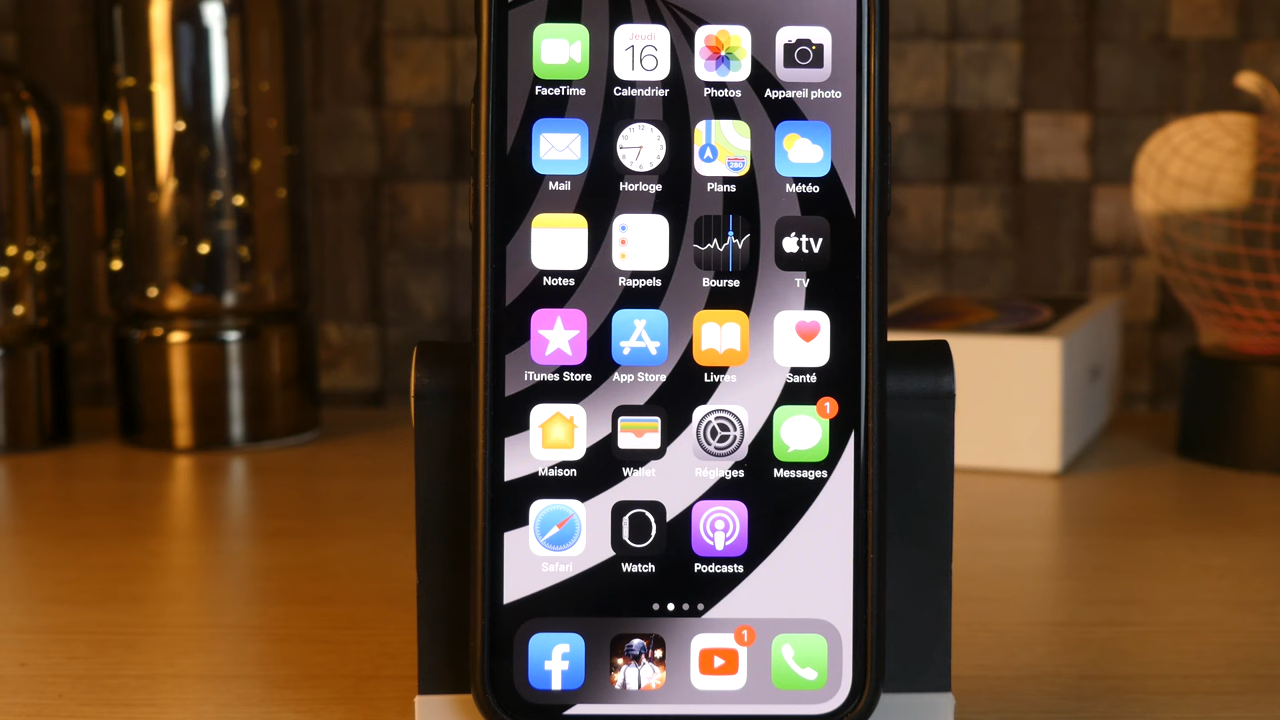 Jeudi
16
FaceTime
Calendrier
Photos
Appareil photo
280
Mail
Horloge
Plans
Météo
tv
Notes
Rappels
Bourse
TV
iTunes Store
App Store
Livres
Santé
1
Maison
Wallet
Réglages
Messages
Safari
Watch
Podcasts
1
f